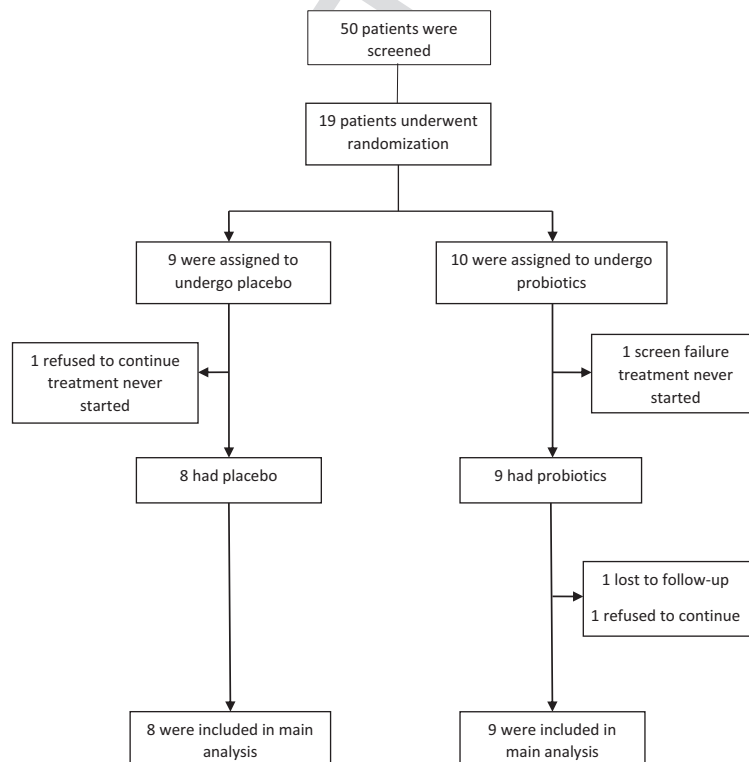 50 patients were
screened
19 patients underwent
randomization
9 were assigned to
undergo placebo
10 were assigned to undergo
probiotics
1 refused to continue
treatment never
started
1 screen failure
treatment never
started
8 had placebo
9 had probiotics
1 lost to follow-up
1 refused to continue
8 were included in main
analysis
9 were included in
main analysis